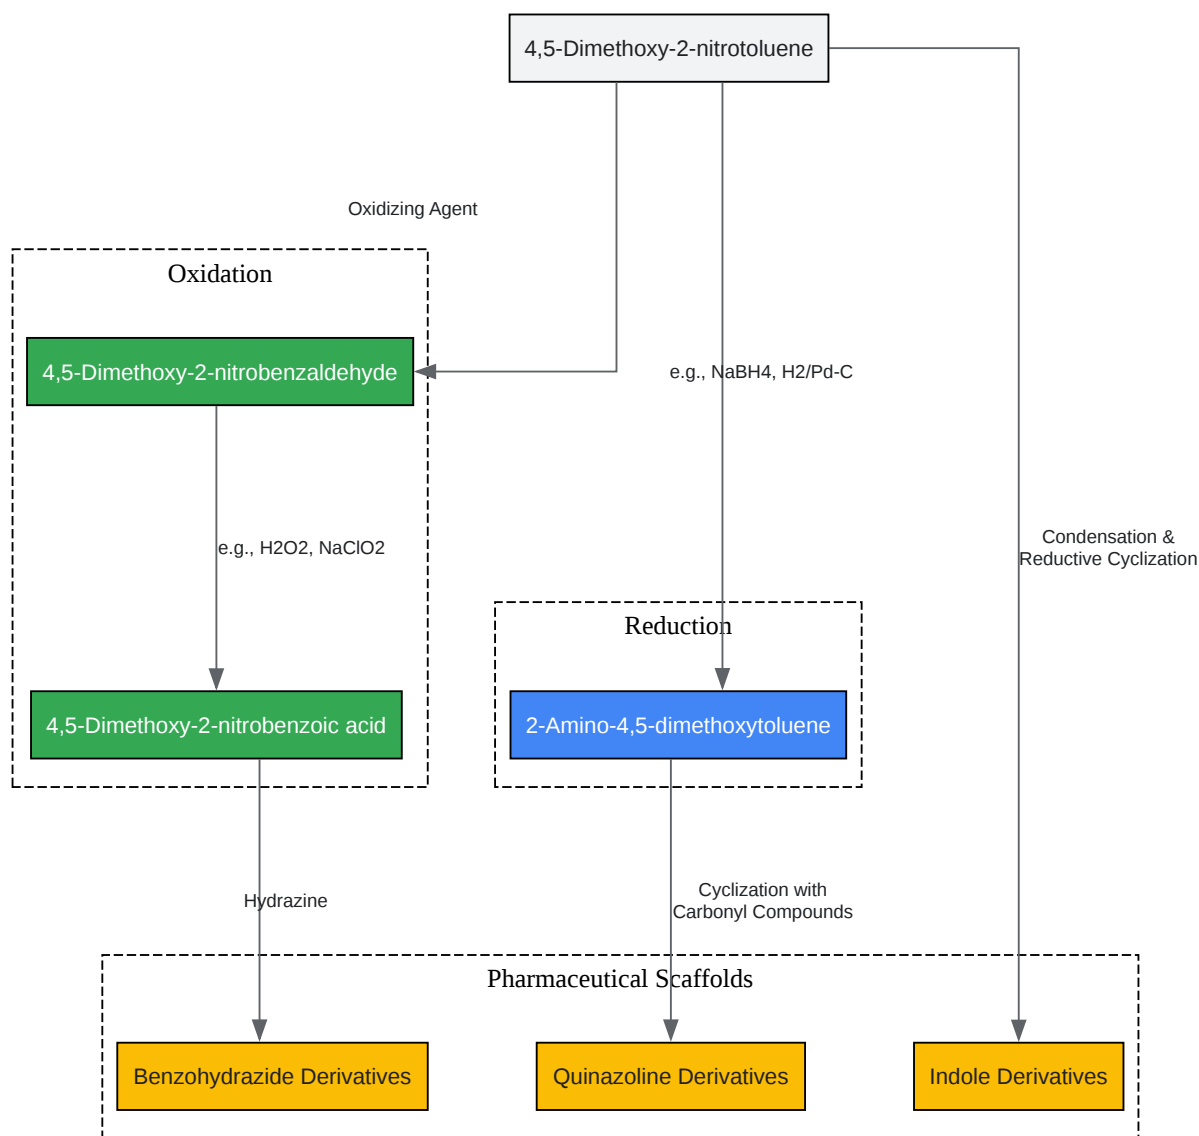 4,5-Dimethoxy-2-nitrotoluene
Oxidizing Agent
Oxidation
4,5-Dimethoxy-2-nitrobenzaldehyde
e.g., NaBH4, H2/Pd-C
e.g., H2O2, NaClO2
Condensation &
Reductive Cyclization
Reduction
4,5-Dimethoxy-2-nitrobenzoic acid
2-Amino-4,5-dimethoxytoluene
Hydrazine
Cyclization with
Carbonyl Compounds
Pharmaceutical Scaffolds
Benzohydrazide Derivatives
Quinazoline Derivatives
Indole Derivatives